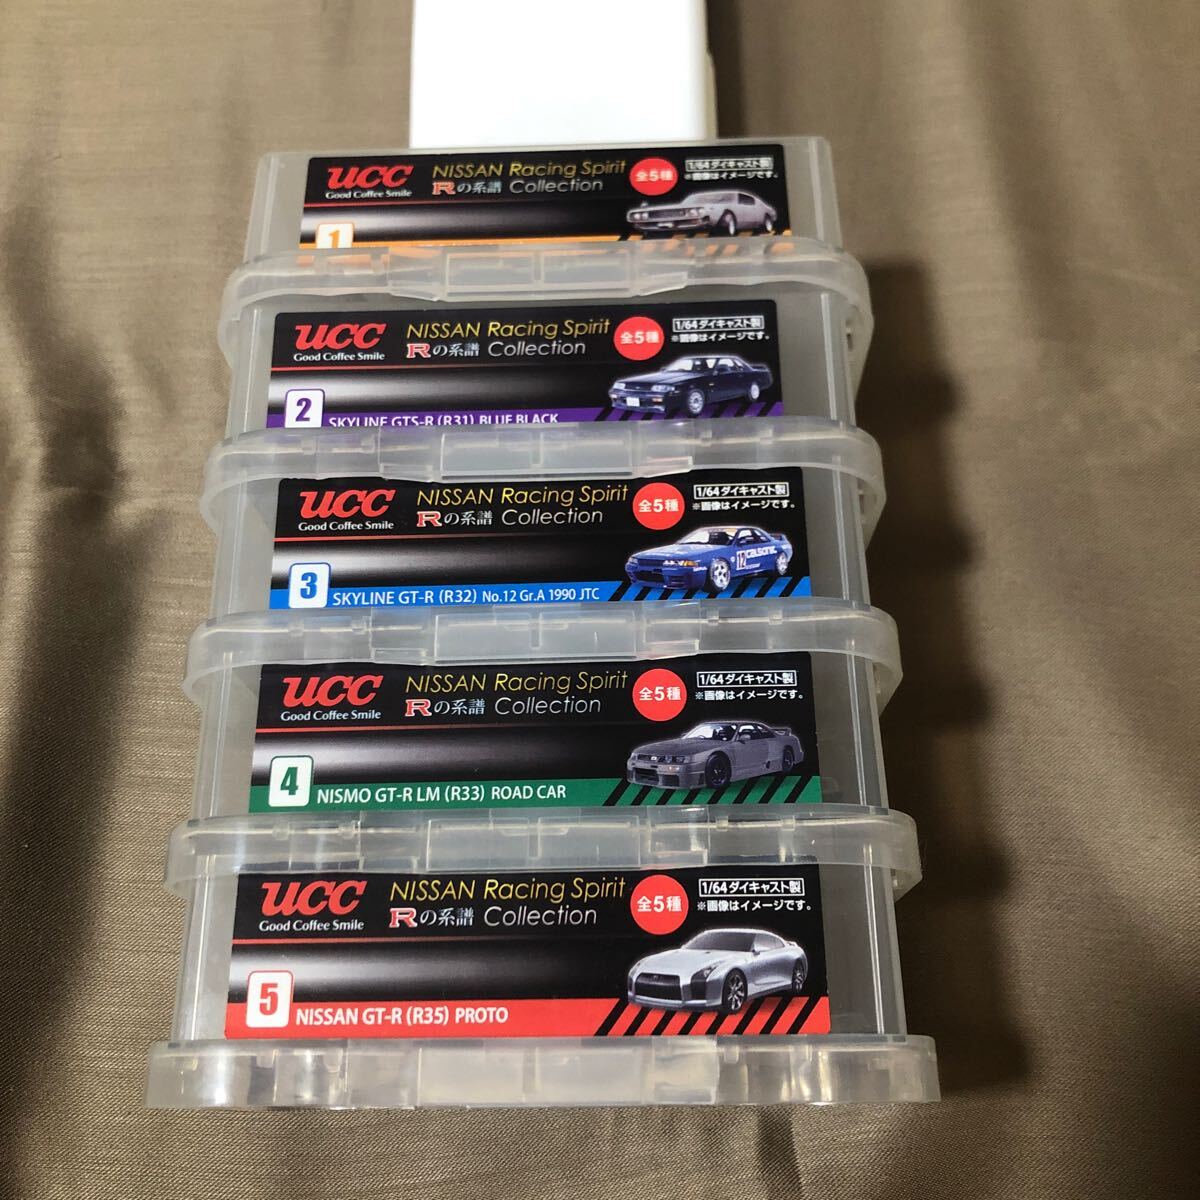 UCC
Good Coffee Smile
NISSAN Racing Spirit
Rの系譜 Collection
全5種
1/64ダイキャスト製
※画像はイメージです。
1
UCC
Good Coffee Smile
NISSAN Racing Spirit
Rの系譜 Collection
全5種
1/64ダイキャスト製
※画像はイメージです。
2
SKYLINE GTS-R (R31) BLUE BLACK
UCC
Good Coffee Smile
NISSAN Racing Spirit
Rの系譜 Collection
全5種
1/64ダイキャスト製
※画像はイメージです。
calsonic
12
3
SKYLINE GT-R (R32) No.12 Gr.A 1990 JTC
UCC
Good Coffee Smile
NISSAN Racing Spirit
Rの系譜 Collection
全5種
1/64ダイキャスト製
※画像はイメージです。
4
NISMO GT-R LM (R33) ROAD CAR
UCC
Good Coffee Smile
NISSAN Racing Spirit
Rの系譜 Collection
全5種
1/64ダイキャスト製
※画像はイメージです。
5
NISSAN GT-R (R35) PROTO